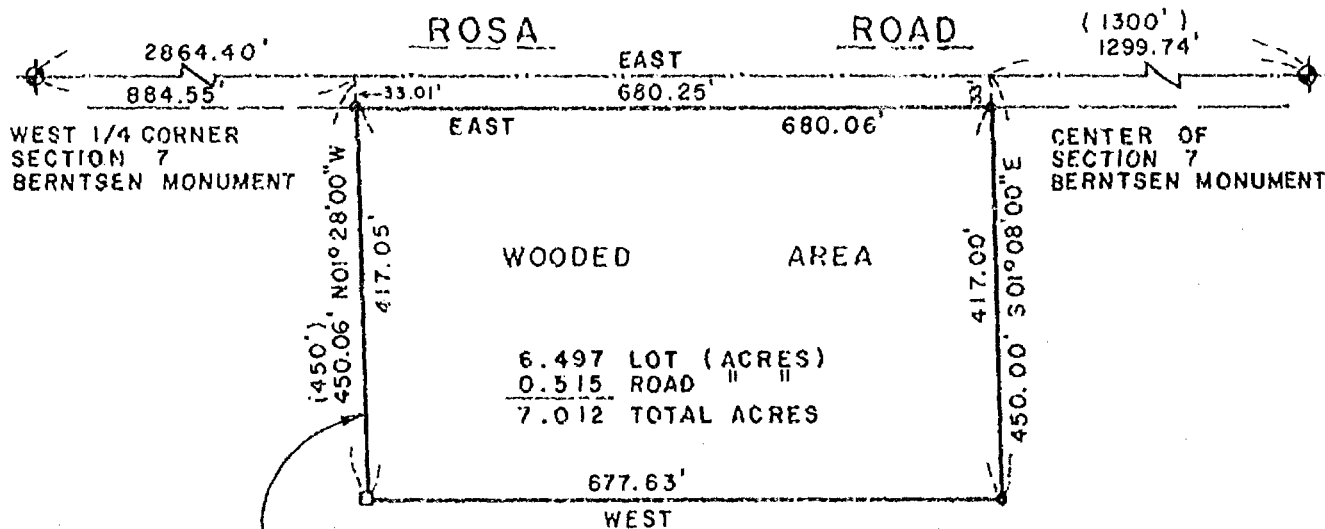 ROSA ROAD
2864.40'
EAST
(1300')
1299.74'
884.55'
33.01'
680.25'
33'
EAST
680.06'
WEST 1/4 CORNER
SECTION 7
BERNTSEN MONUMENT
CENTER OF
SECTION 7
BERNTSEN MONUMENT
N01°28'00"W
417.05'
(450')
450.06'
WOODED AREA
417.00'
S01°08'00"E
450.00'
6.497 LOT (ACRES)
0.515 ROAD " "
7.012 TOTAL ACRES
677.63'
WEST